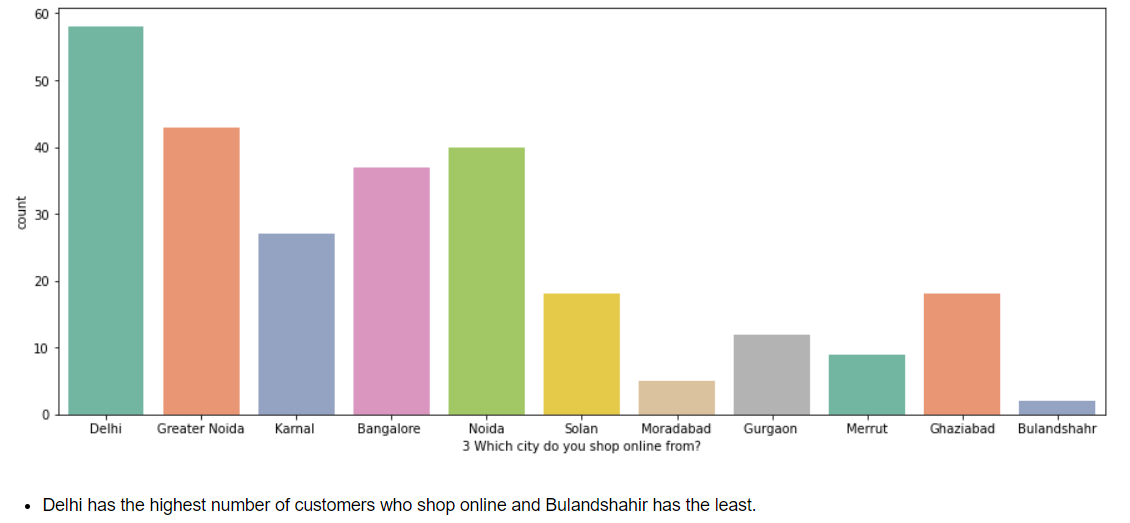 60
50
40
30
20
10
0
count
Delhi Greater Noida Karnal Bangalore Noida Solan Moradabad Gurgaon Merrut Ghaziabad Bulandshahr
3 Which city do you shop online from?
• Delhi has the highest number of customers who shop online and Bulandshahir has the least.